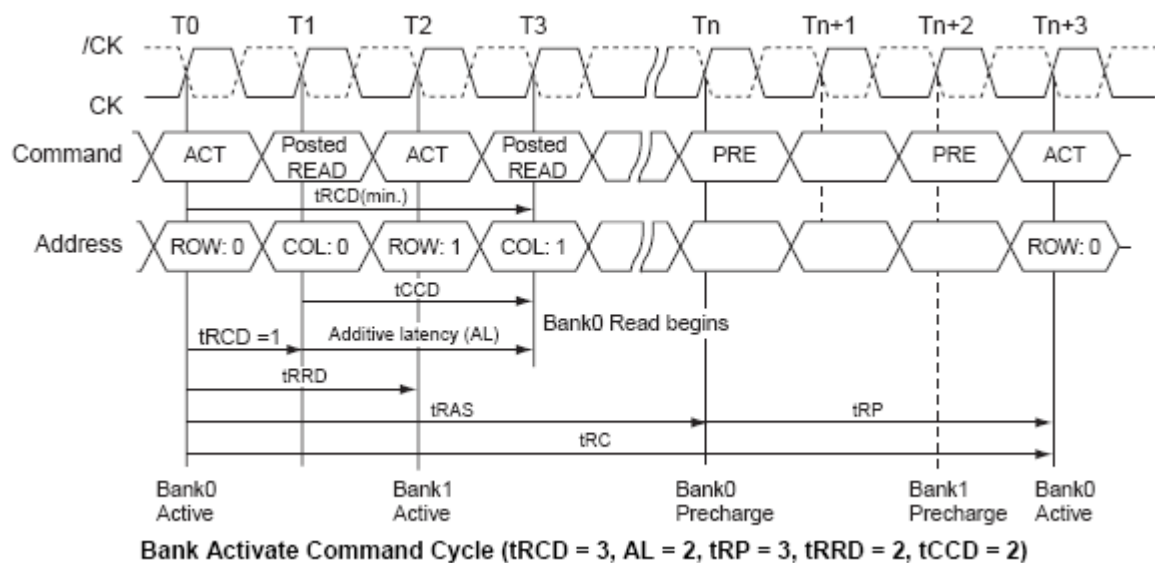 T0 T1 T2 T3 Tn Tn+1 Tn+2 Tn+3
/CK
CK
Command ACT Posted READ ACT Posted READ PRE PRE ACT
tRCD(min.)
Address ROW: 0 COL: 0 ROW: 1 COL: 1 ROW: 0
tCCD
Bank0 Read begins
tRCD =1 Additive latency (AL)
tRRD
tRAS tRP
tRC
Bank0 Bank1 Bank0 Bank1 Bank0
Active Active Precharge Precharge Active
Bank Activate Command Cycle (tRCD = 3, AL = 2, tRP = 3, tRRD = 2, tCCD = 2)